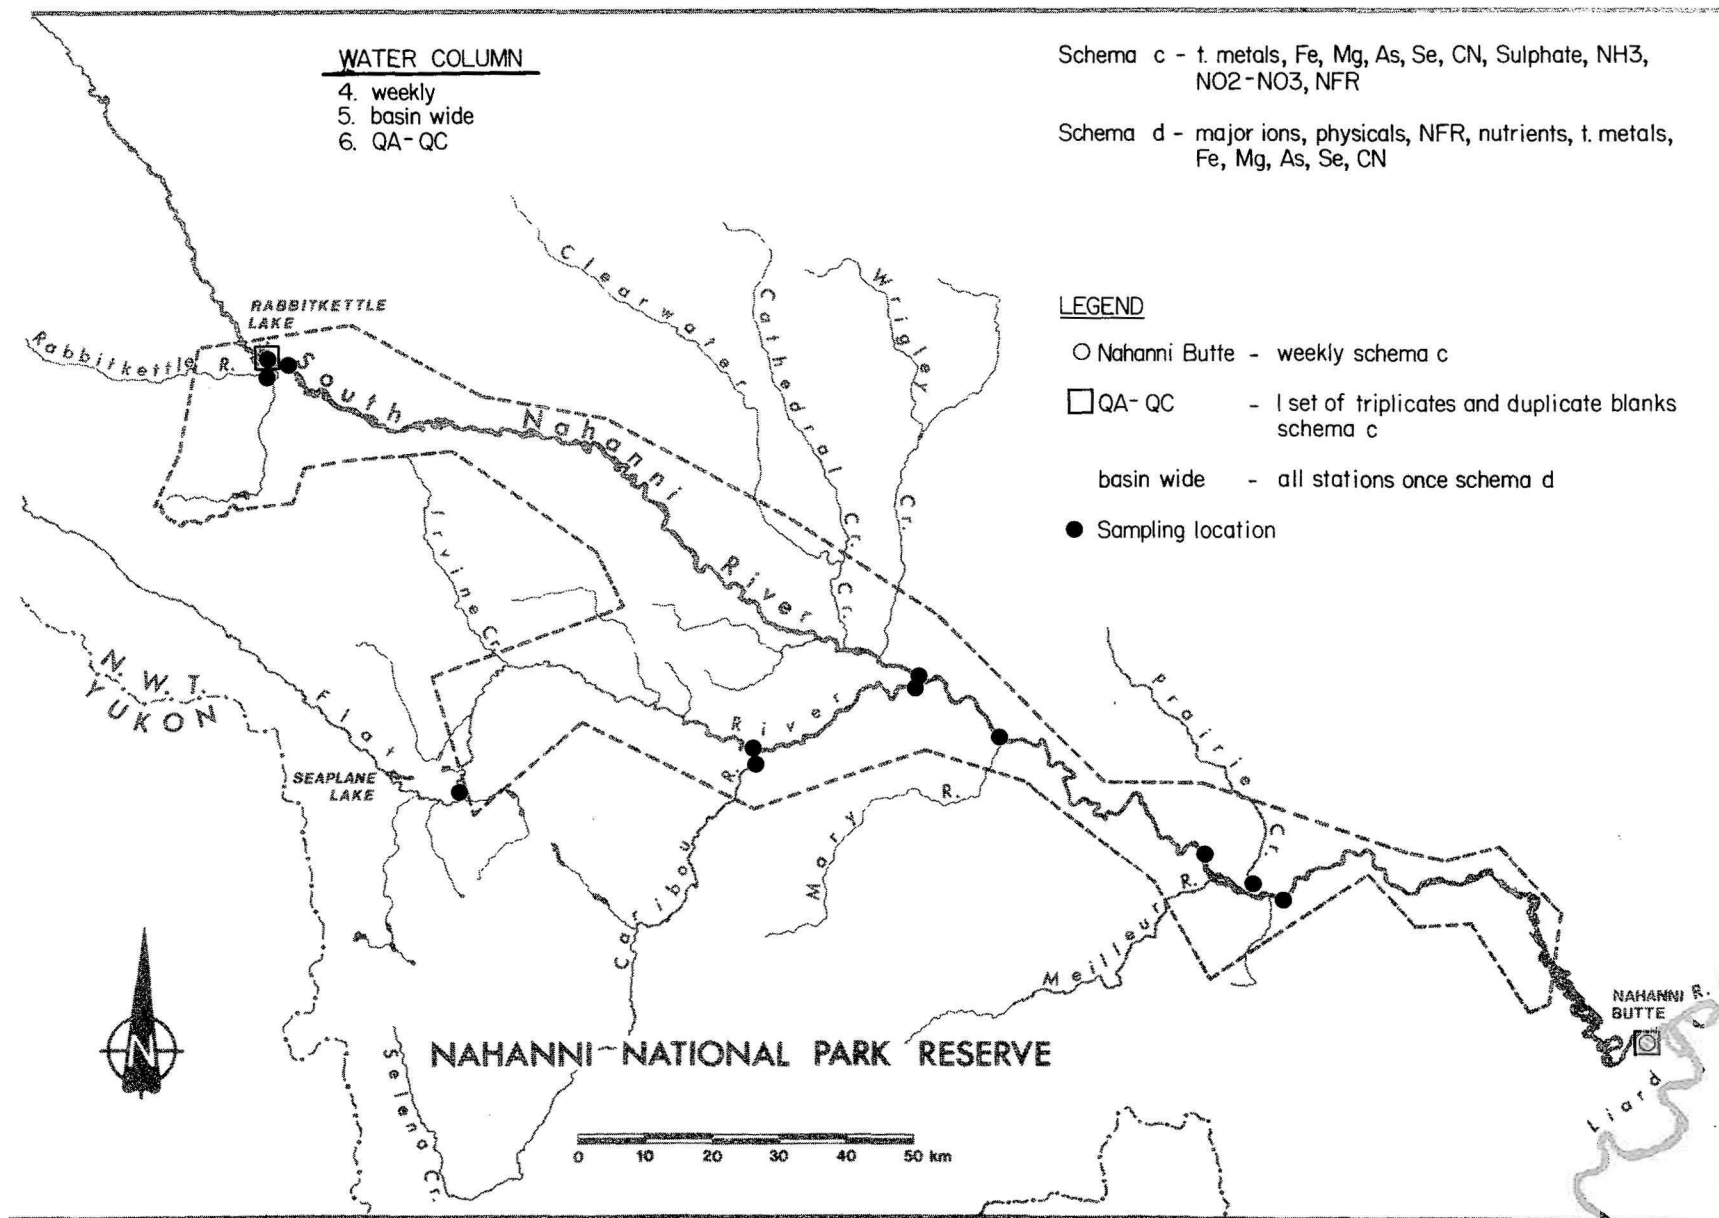 WATER COLUMN
4. weekly
5. basin wide
6. QA-QC
Schema c - t. metals, Fe, Mg, As, Se, CN, Sulphate, NH3,
NO2-NO3, NFR
Schema d - major ions, physicals, NFR, nutrients, t. metals,
Fe, Mg, As, Se, CN
LEGEND
Nahanni Butte - weekly schema c
QA-QC - 1 set of triplicates and duplicate blanks
schema c
basin wide - all stations once schema d
Sampling location
RABBITKETTLE
LAKE
Rabbitkettle R.
South Nahanni River
Clearwater Cr.
Cathedral Cr.
Wrigley Cr.
Irvine Cr.
N.W.T.
YUKON
Flat River
SEAPLANE
LAKE
Caribou R.
Mary R.
Prairie Cr.
Meilleur R.
NAHANNI
BUTTE
Liard R.
Selena Cr.
N
NAHANNI NATIONAL PARK RESERVE
0 10 20 30 40 50 km